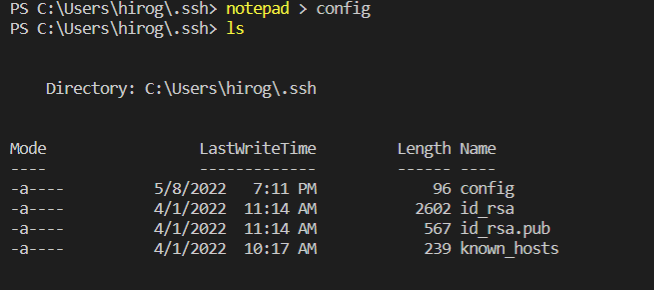 PS C:\Users\hirog\.ssh> notepad > config
PS C:\Users\hirog\.ssh> ls
Directory: C:\Users\hirog\.ssh
Mode LastWriteTime Length Name
---- ------------- ------ ----
-a---- 5/8/2022 7:11 PM 96 config
-a---- 4/1/2022 11:14 AM 2602 id_rsa
-a---- 4/1/2022 11:14 AM 567 id_rsa.pub
-a---- 4/1/2022 10:17 AM 239 known_hosts